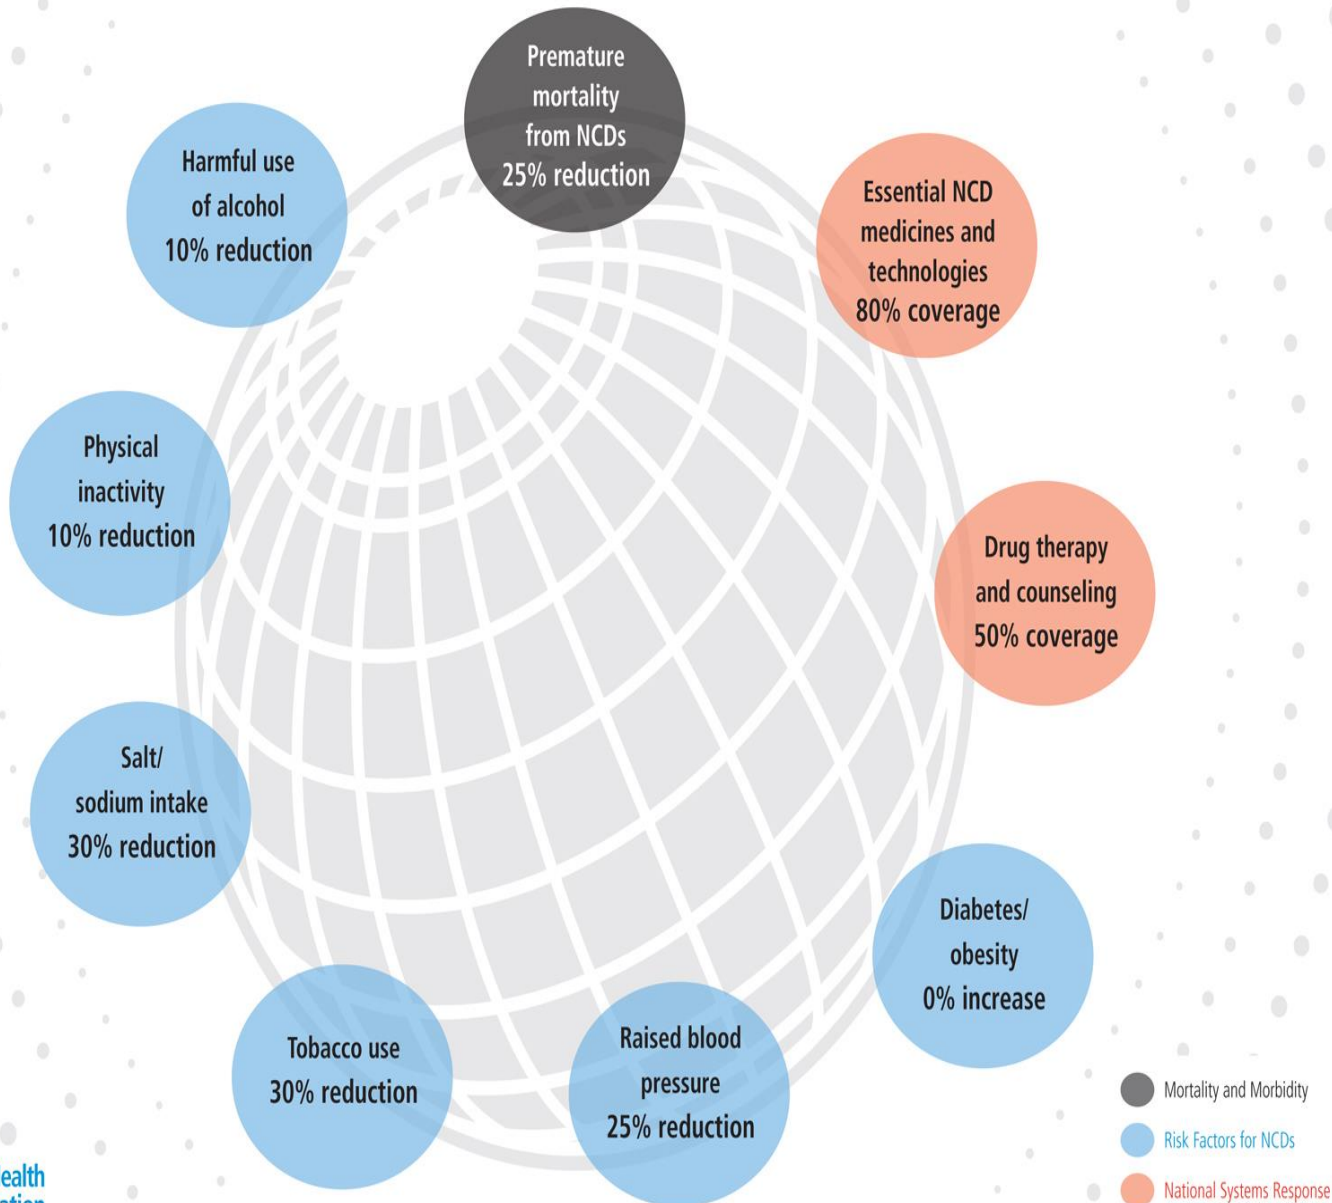 Premature
mortality
from NCDs
25% reduction
Harmful use
of alcohol
10% reduction
Essential NCD
medicines and
technologies
80% coverage
Physical
inactivity
10% reduction
Drug therapy
and counseling
50% coverage
Salt/
sodium intake
30% reduction
Diabetes/
obesity
0% increase
Tobacco use
30% reduction
Raised blood
pressure
25% reduction
Mortality and Morbidity
Risk Factors for NCDs
National Systems Response